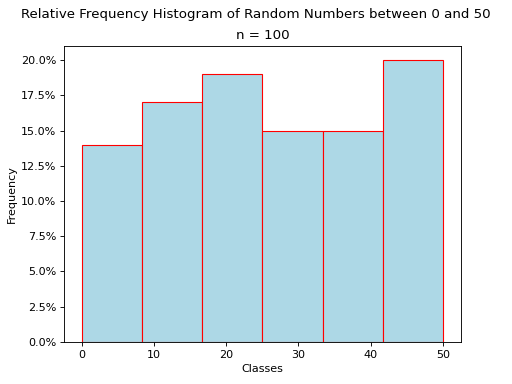 Relative Frequency Histogram of Random Numbers between 0 and 50
n = 100
20.0%
17.5%
15.0%
12.5%
10.0%
7.5%
5.0%
2.5%
0.0%
Frequency
0 10 20 30 40 50
Classes